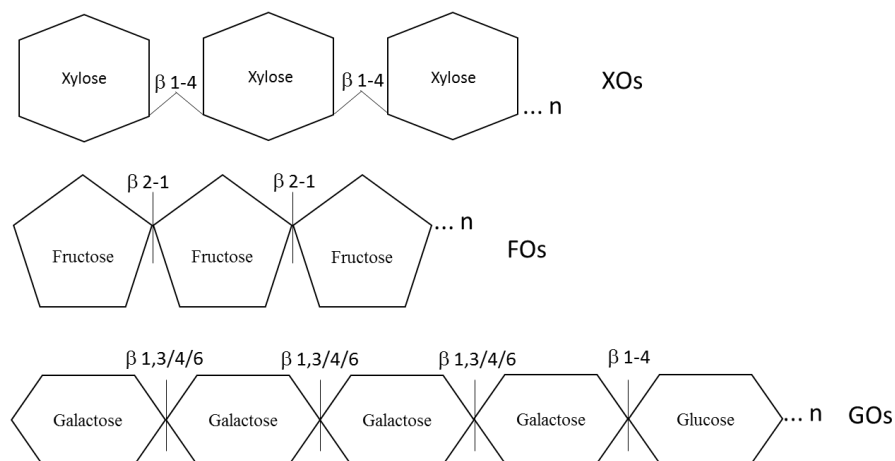 Xylose β 1-4 Xylose β 1-4 Xylose ... n XOs
β 2-1 β 2-1
Fructose Fructose Fructose ... n FOs
β 1,3/4/6 β 1,3/4/6 β 1,3/4/6 β 1-4
Galactose Galactose Galactose Galactose Glucose ... n GOs